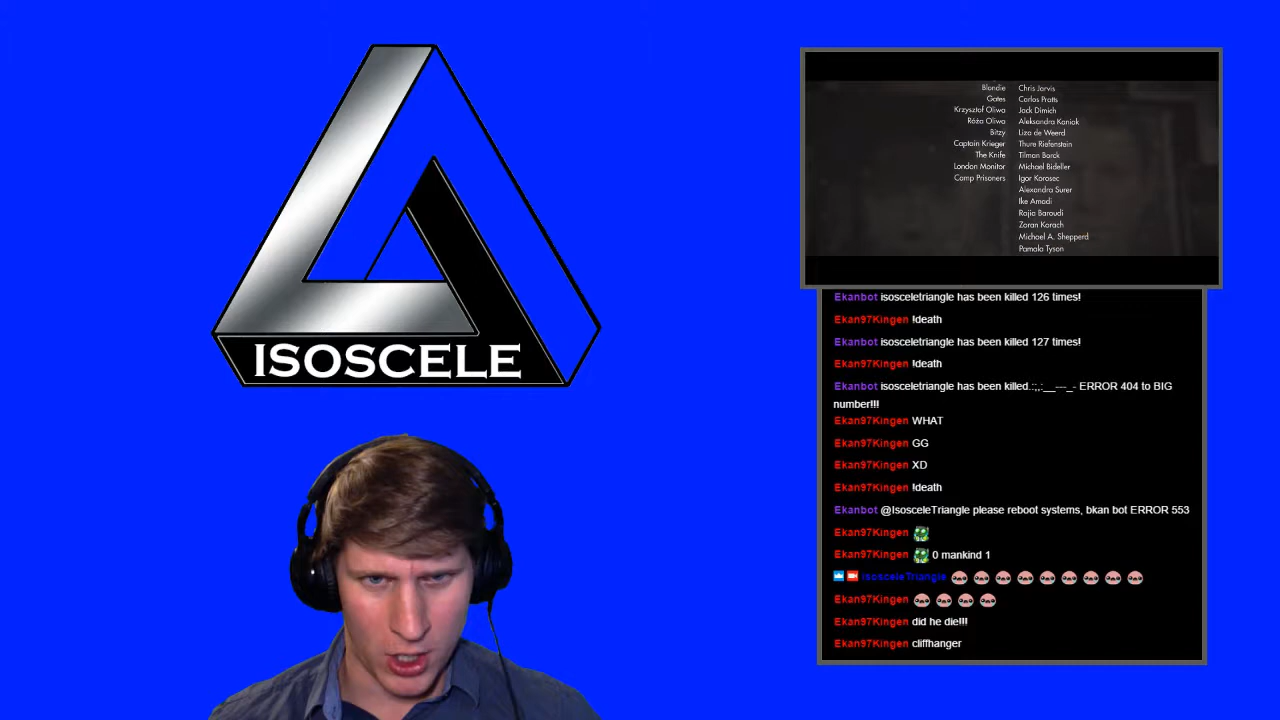 ISOSCELE
Blondie Chris Jarvis
Gates Carlos Pratts
Krzysztof Oliwa Jack Dimich
Róża Oliwa Aleksandra Kaniak
Bitzy Liza de Weerd
Captain Krieger Thure Riefenstein
The Knife Tilman Borck
London Monitor Michael Bideller
Camp Prisoners Igor Korosec
Alexandra Surer
Ike Amadi
Rajia Baroudi
Zoran Korach
Michael A. Shepperd
Pamela Tyson
Ekanbot isosceletriangle has been killed 126 times!
Ekan97Kingen !death
Ekanbot isosceletriangle has been killed 127 times!
Ekan97Kingen !death
Ekanbot isosceletriangle has been killed.:;,:__---_- ERROR 404 to BIG
number!!!
Ekan97Kingen WHAT
Ekan97Kingen GG
Ekan97Kingen XD
Ekan97Kingen !death
Ekanbot @IsosceleTriangle please reboot systems, bkan bot ERROR 553
Ekan97Kingen
Ekan97Kingen 0 mankind 1
IsosceleTriangle
Ekan97Kingen
Ekan97Kingen did he die!!!
Ekan97Kingen cliffhanger